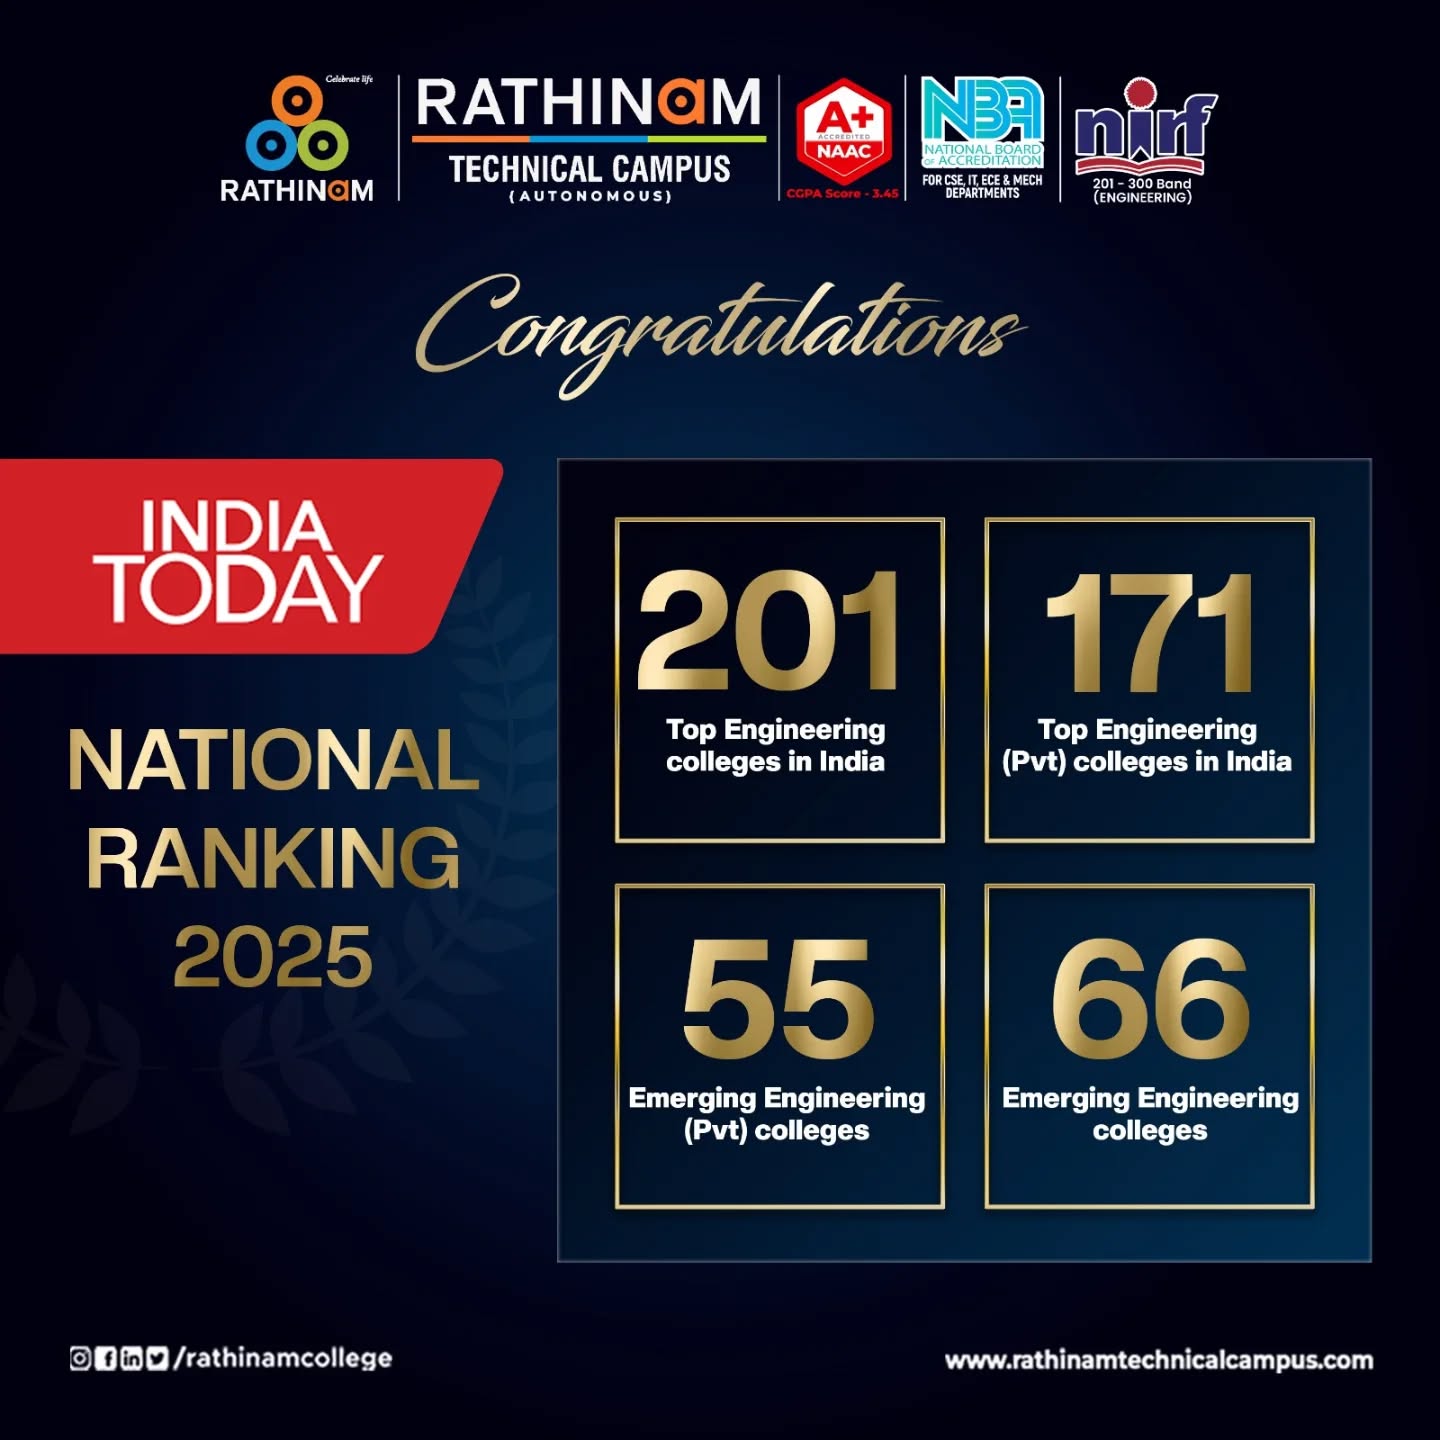 Celebrate life
RATHINAM
RATHINAM
TECHNICAL CAMPUS
(AUTONOMOUS)
A+
ACCREDITED
NAAC
CGPA Score - 3.45
NBA
NATIONAL BOARD
OF ACCREDITATION
FOR CSE, IT, ECE & MECH
DEPARTMENTS
nirf
201 - 300 Band
(ENGINEERING)
Congratulations
INDIA
TODAY
NATIONAL
RANKING
2025
201
Top Engineering
colleges in India
171
Top Engineering
(Pvt) colleges in India
55
Emerging Engineering
(Pvt) colleges
66
Emerging Engineering
colleges
/rathinamcollege
www.rathinamtechnicalcampus.com